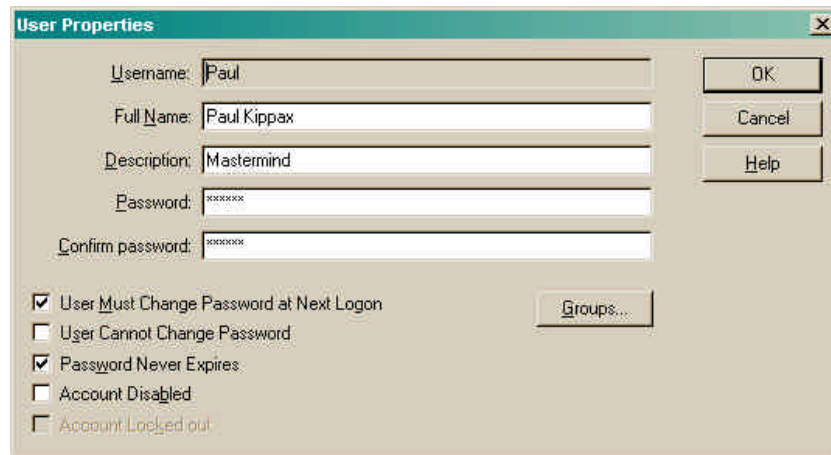 User Properties
Username: Paul
OK
Full Name: Paul Kippax
Cancel
Description: Mastermind
Help
Password: ******
Confirm password: ******
User Must Change Password at Next Logon
Groups...
User Cannot Change Password
Password Never Expires
Account Disabled
Account Locked out